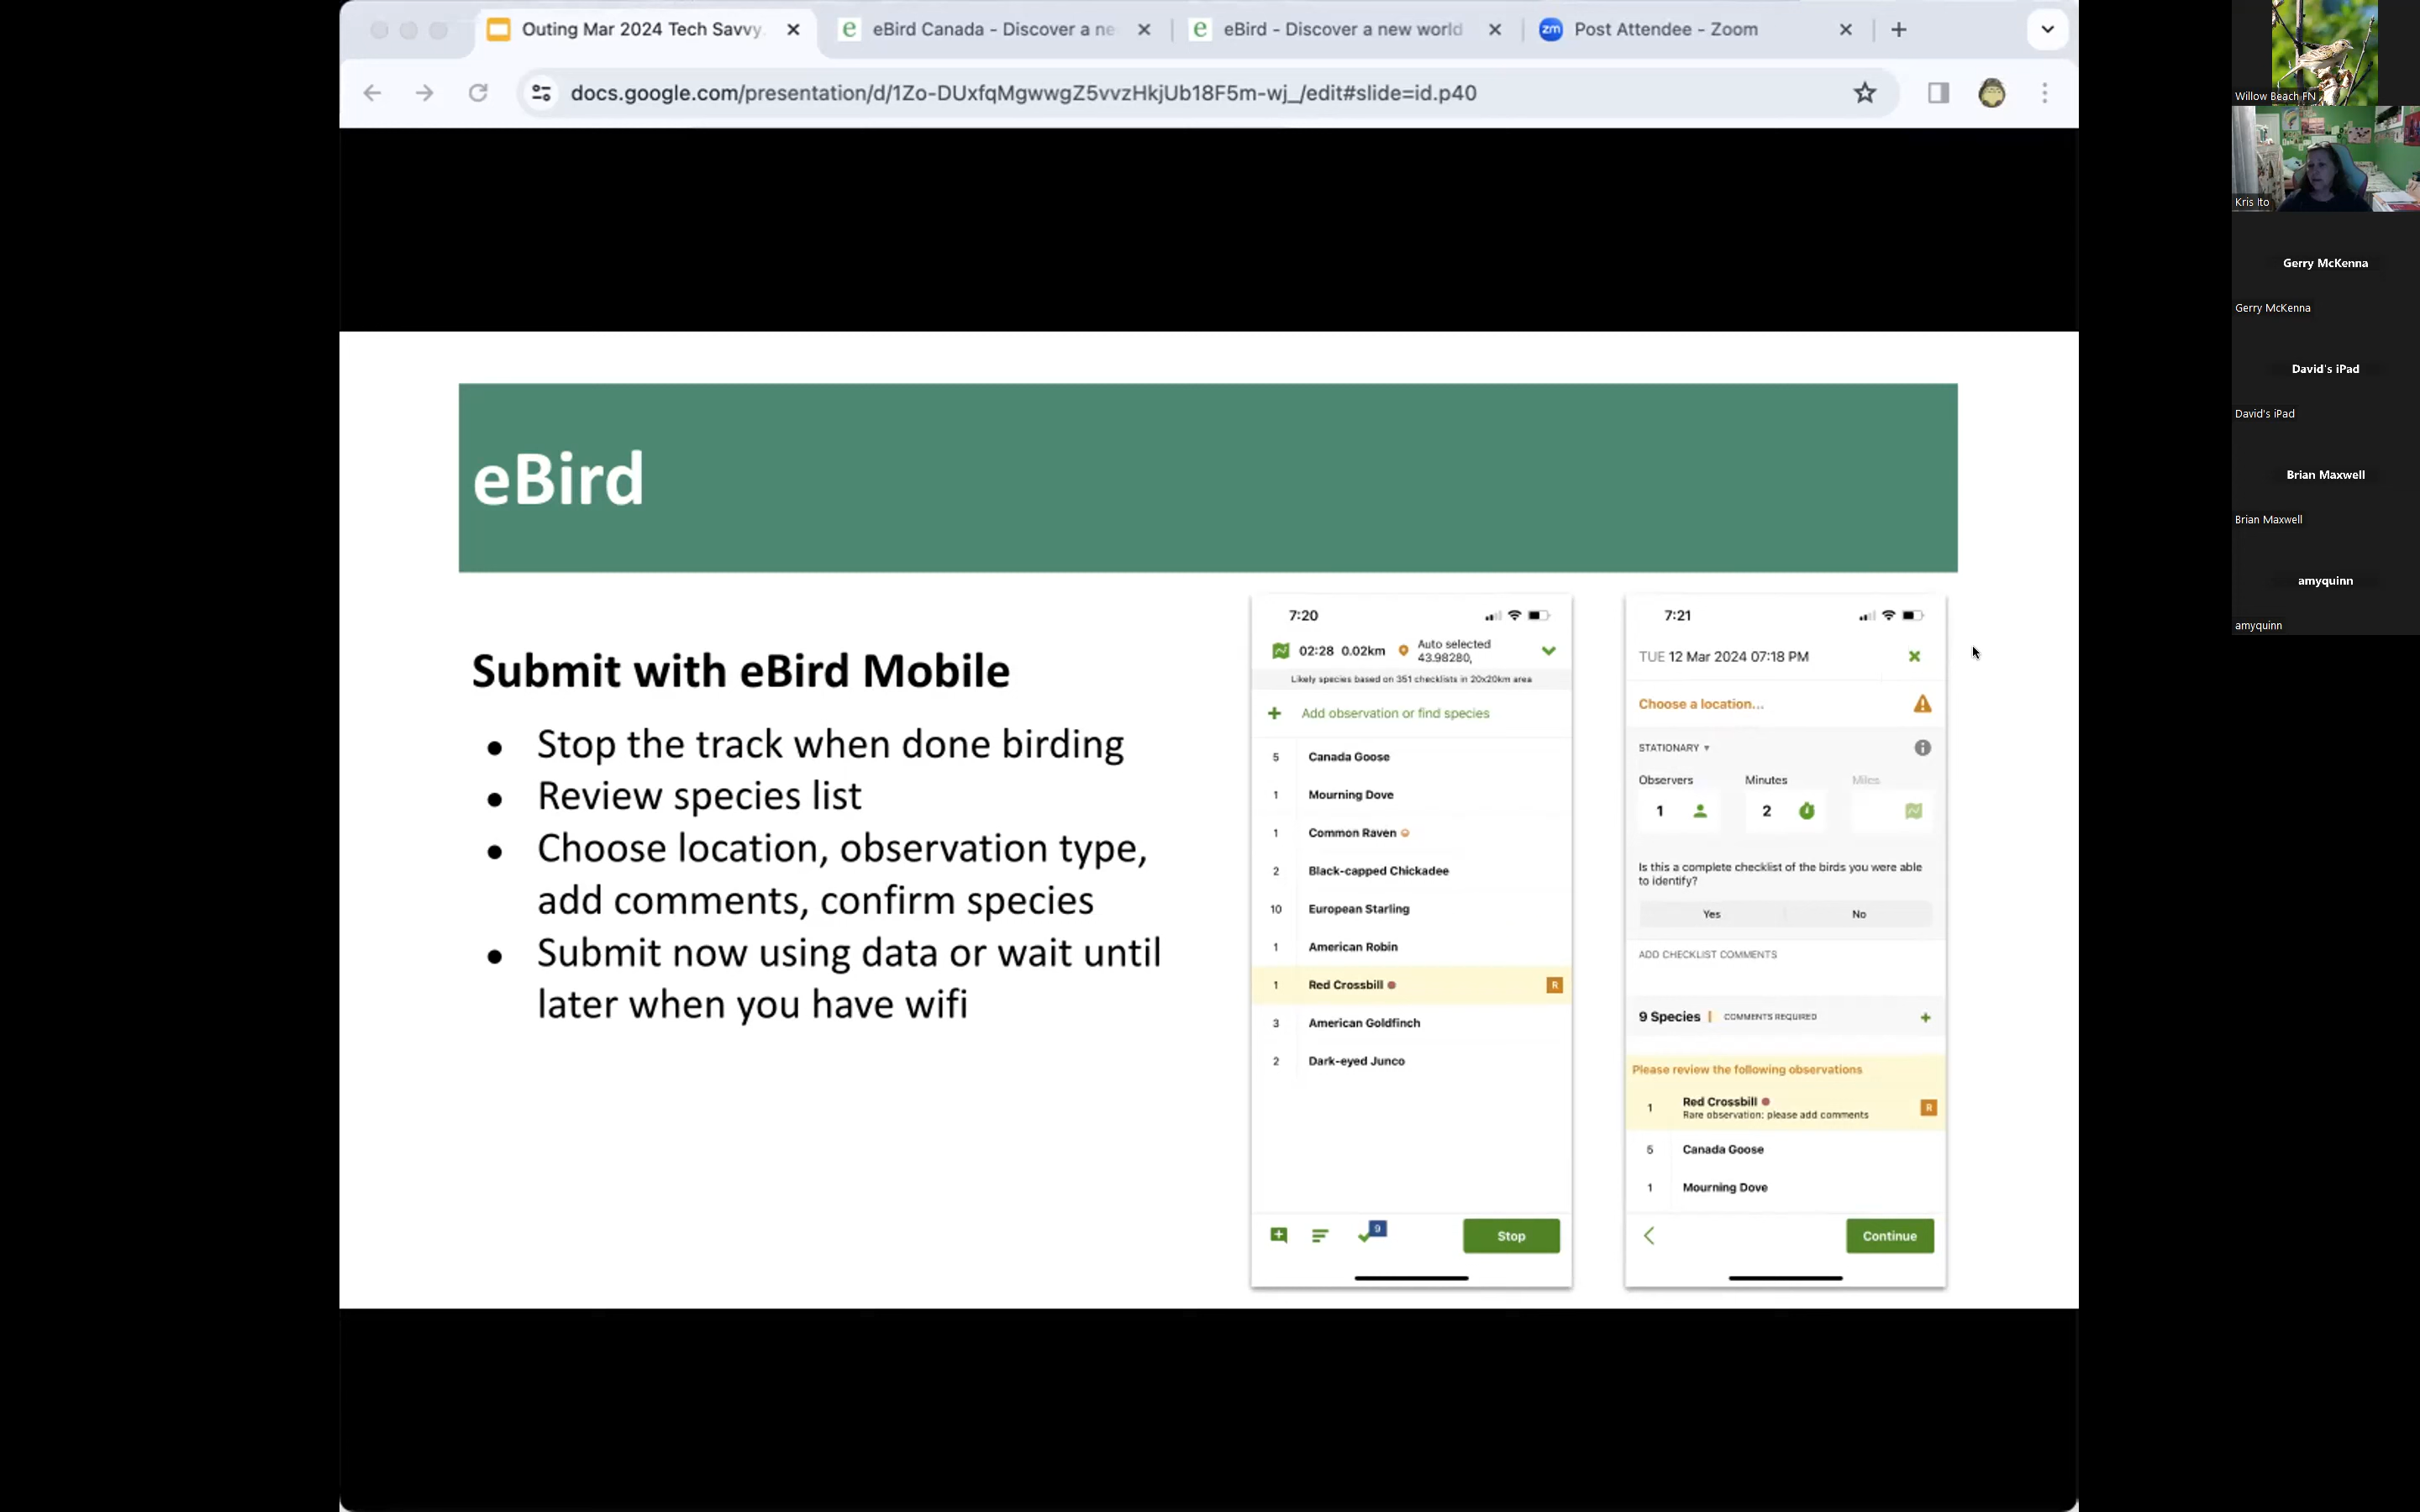 Outing Mar 2024 Tech Savvy
eBird Canada - Discover a ne
eBird - Discover a new world
zm
Post Attendee - Zoom
docs.google.com/presentation/d/1Zo-DUxfqMgwwgZ5vvzHkjUb18F5m-wj_/edit#slide=id.p40
eBird
Submit with eBird Mobile
• Stop the track when done birding
• Review species list
• Choose location, observation type,
add comments, confirm species
• Submit now using data or wait until
later when you have wifi
7:20
02:28 0.02km
Auto selected
43.98280,
Likely species based on 351 checklists in 20x20km area
+ Add observation or find species
5 Canada Goose
1 Mourning Dove
1 Common Raven
2 Black-capped Chickadee
10 European Starling
1 American Robin
1 Red Crossbill R
3 American Goldfinch
2 Dark-eyed Junco
9
Stop
7:21
TUE 12 Mar 2024 07:18 PM
Choose a location...
STATIONARY
Observers Minutes Miles
1 2
Is this a complete checklist of the birds you were able
to identify?
Yes No
ADD CHECKLIST COMMENTS
9 Species COMMENTS REQUIRED +
Please review the following observations
1 Red Crossbill R
Rare observation: please add comments
5 Canada Goose
1 Mourning Dove
Continue
Willow Beach FN
Kris Ito
Gerry McKenna
Gerry McKenna
David's iPad
David's iPad
Brian Maxwell
Brian Maxwell
amyquinn
amyquinn